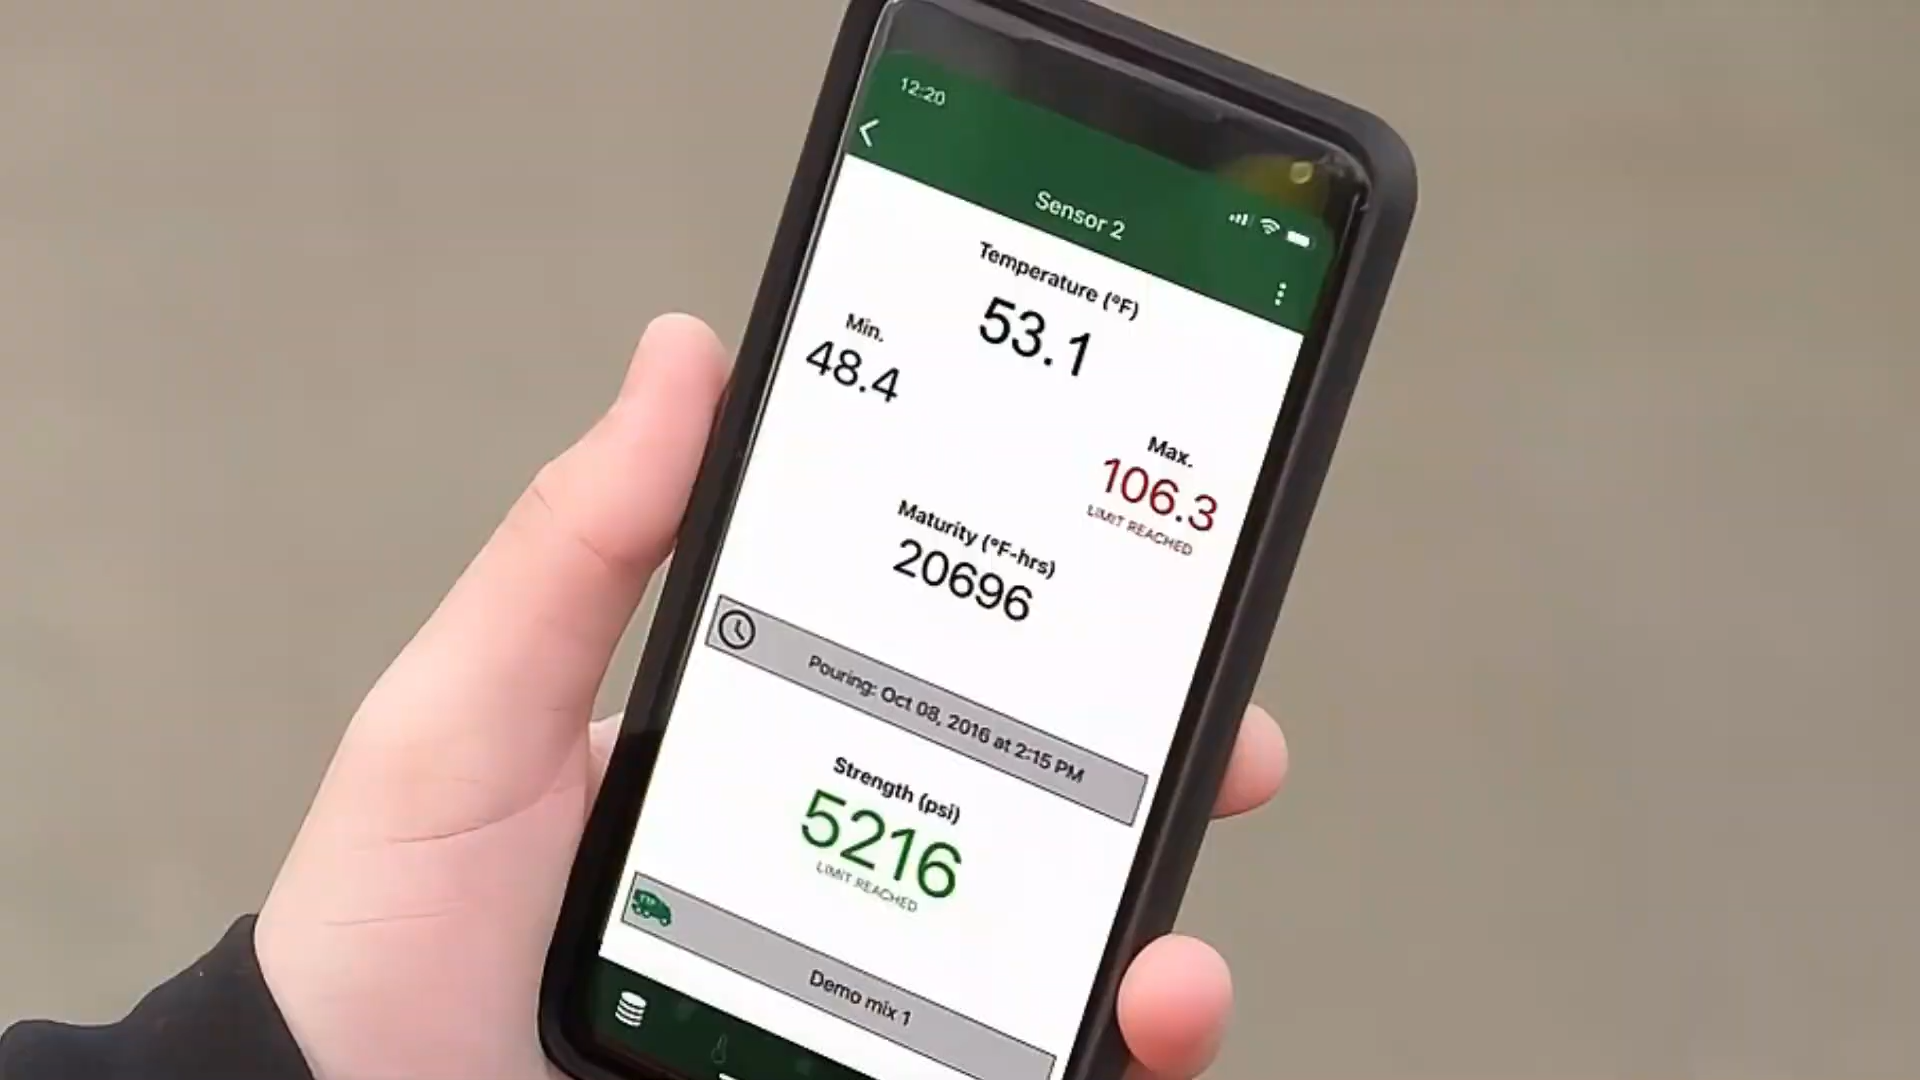 12:20
Sensor 2
Temperature (°F)
53.1
Min.
48.4
Max.
106.3
LIMIT REACHED
Maturity (°F-hrs)
20696
Pouring: Oct 08, 2016 at 2:15 PM
Strength (psi)
5216
LIMIT REACHED
Demo mix 1